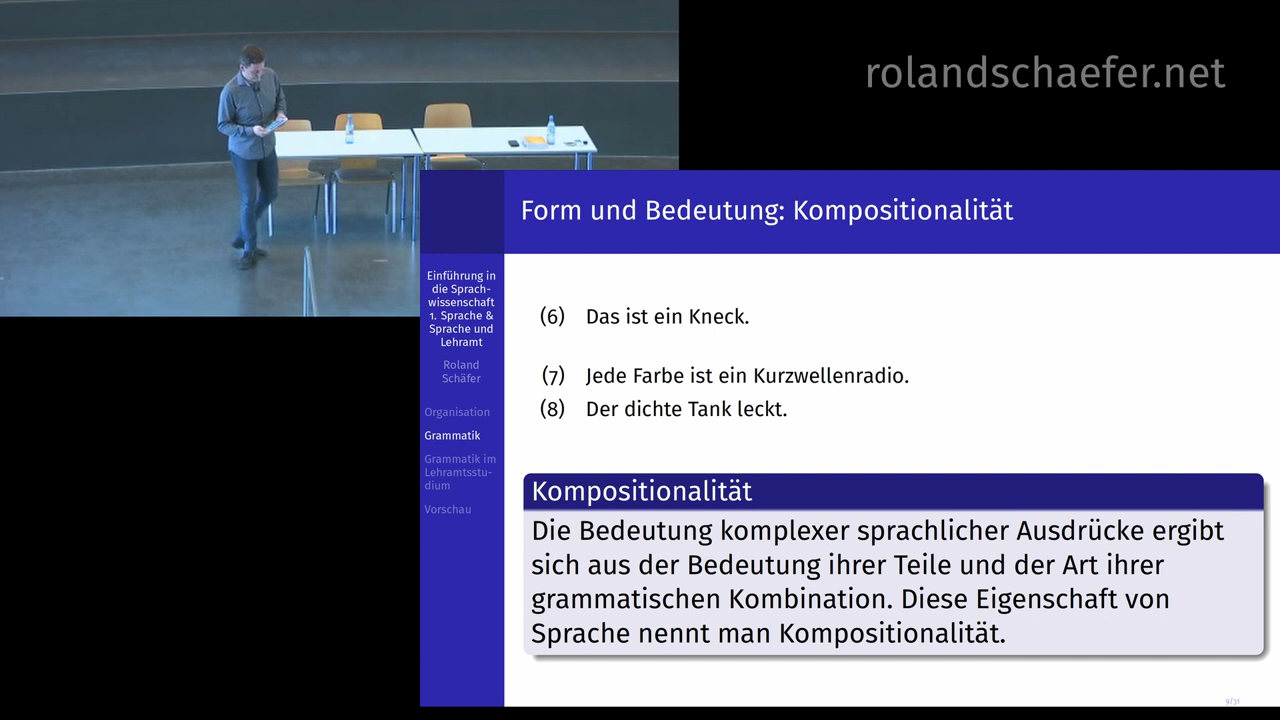 rolandschaefer.net
Form und Bedeutung: Kompositionalität
Einführung in
die Sprach-
wissenschaft
1. Sprache &
Sprache und
Lehramt
Roland
Schäfer
Organisation
Grammatik
Grammatik im
Lehramtsstu-
dium
Vorschau
(6) Das ist ein Kneck.
(7) Jede Farbe ist ein Kurzwellenradio.
(8) Der dichte Tank leckt.
Kompositionalität
Die Bedeutung komplexer sprachlicher Ausdrücke ergibt
sich aus der Bedeutung ihrer Teile und der Art ihrer
grammatischen Kombination. Diese Eigenschaft von
Sprache nennt man Kompositionalität.
9/31